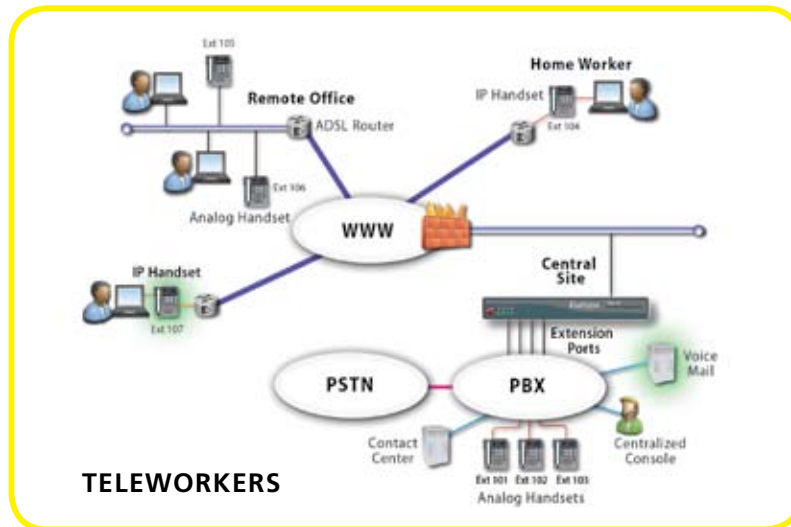 Ext 105
Home Worker
Remote Office
IP Handset
ADSL Router
Ext 104
Ext 106
Analog Handset
WWW
IP Handset
Central
Site
Ext 107
Extension
Ports
Voice
Mail
PSTN
PBX
Contact
Center
Centralized
Console
Ext 101 Ext 102 Ext 103
Analog Handsets
TELEWORKERS